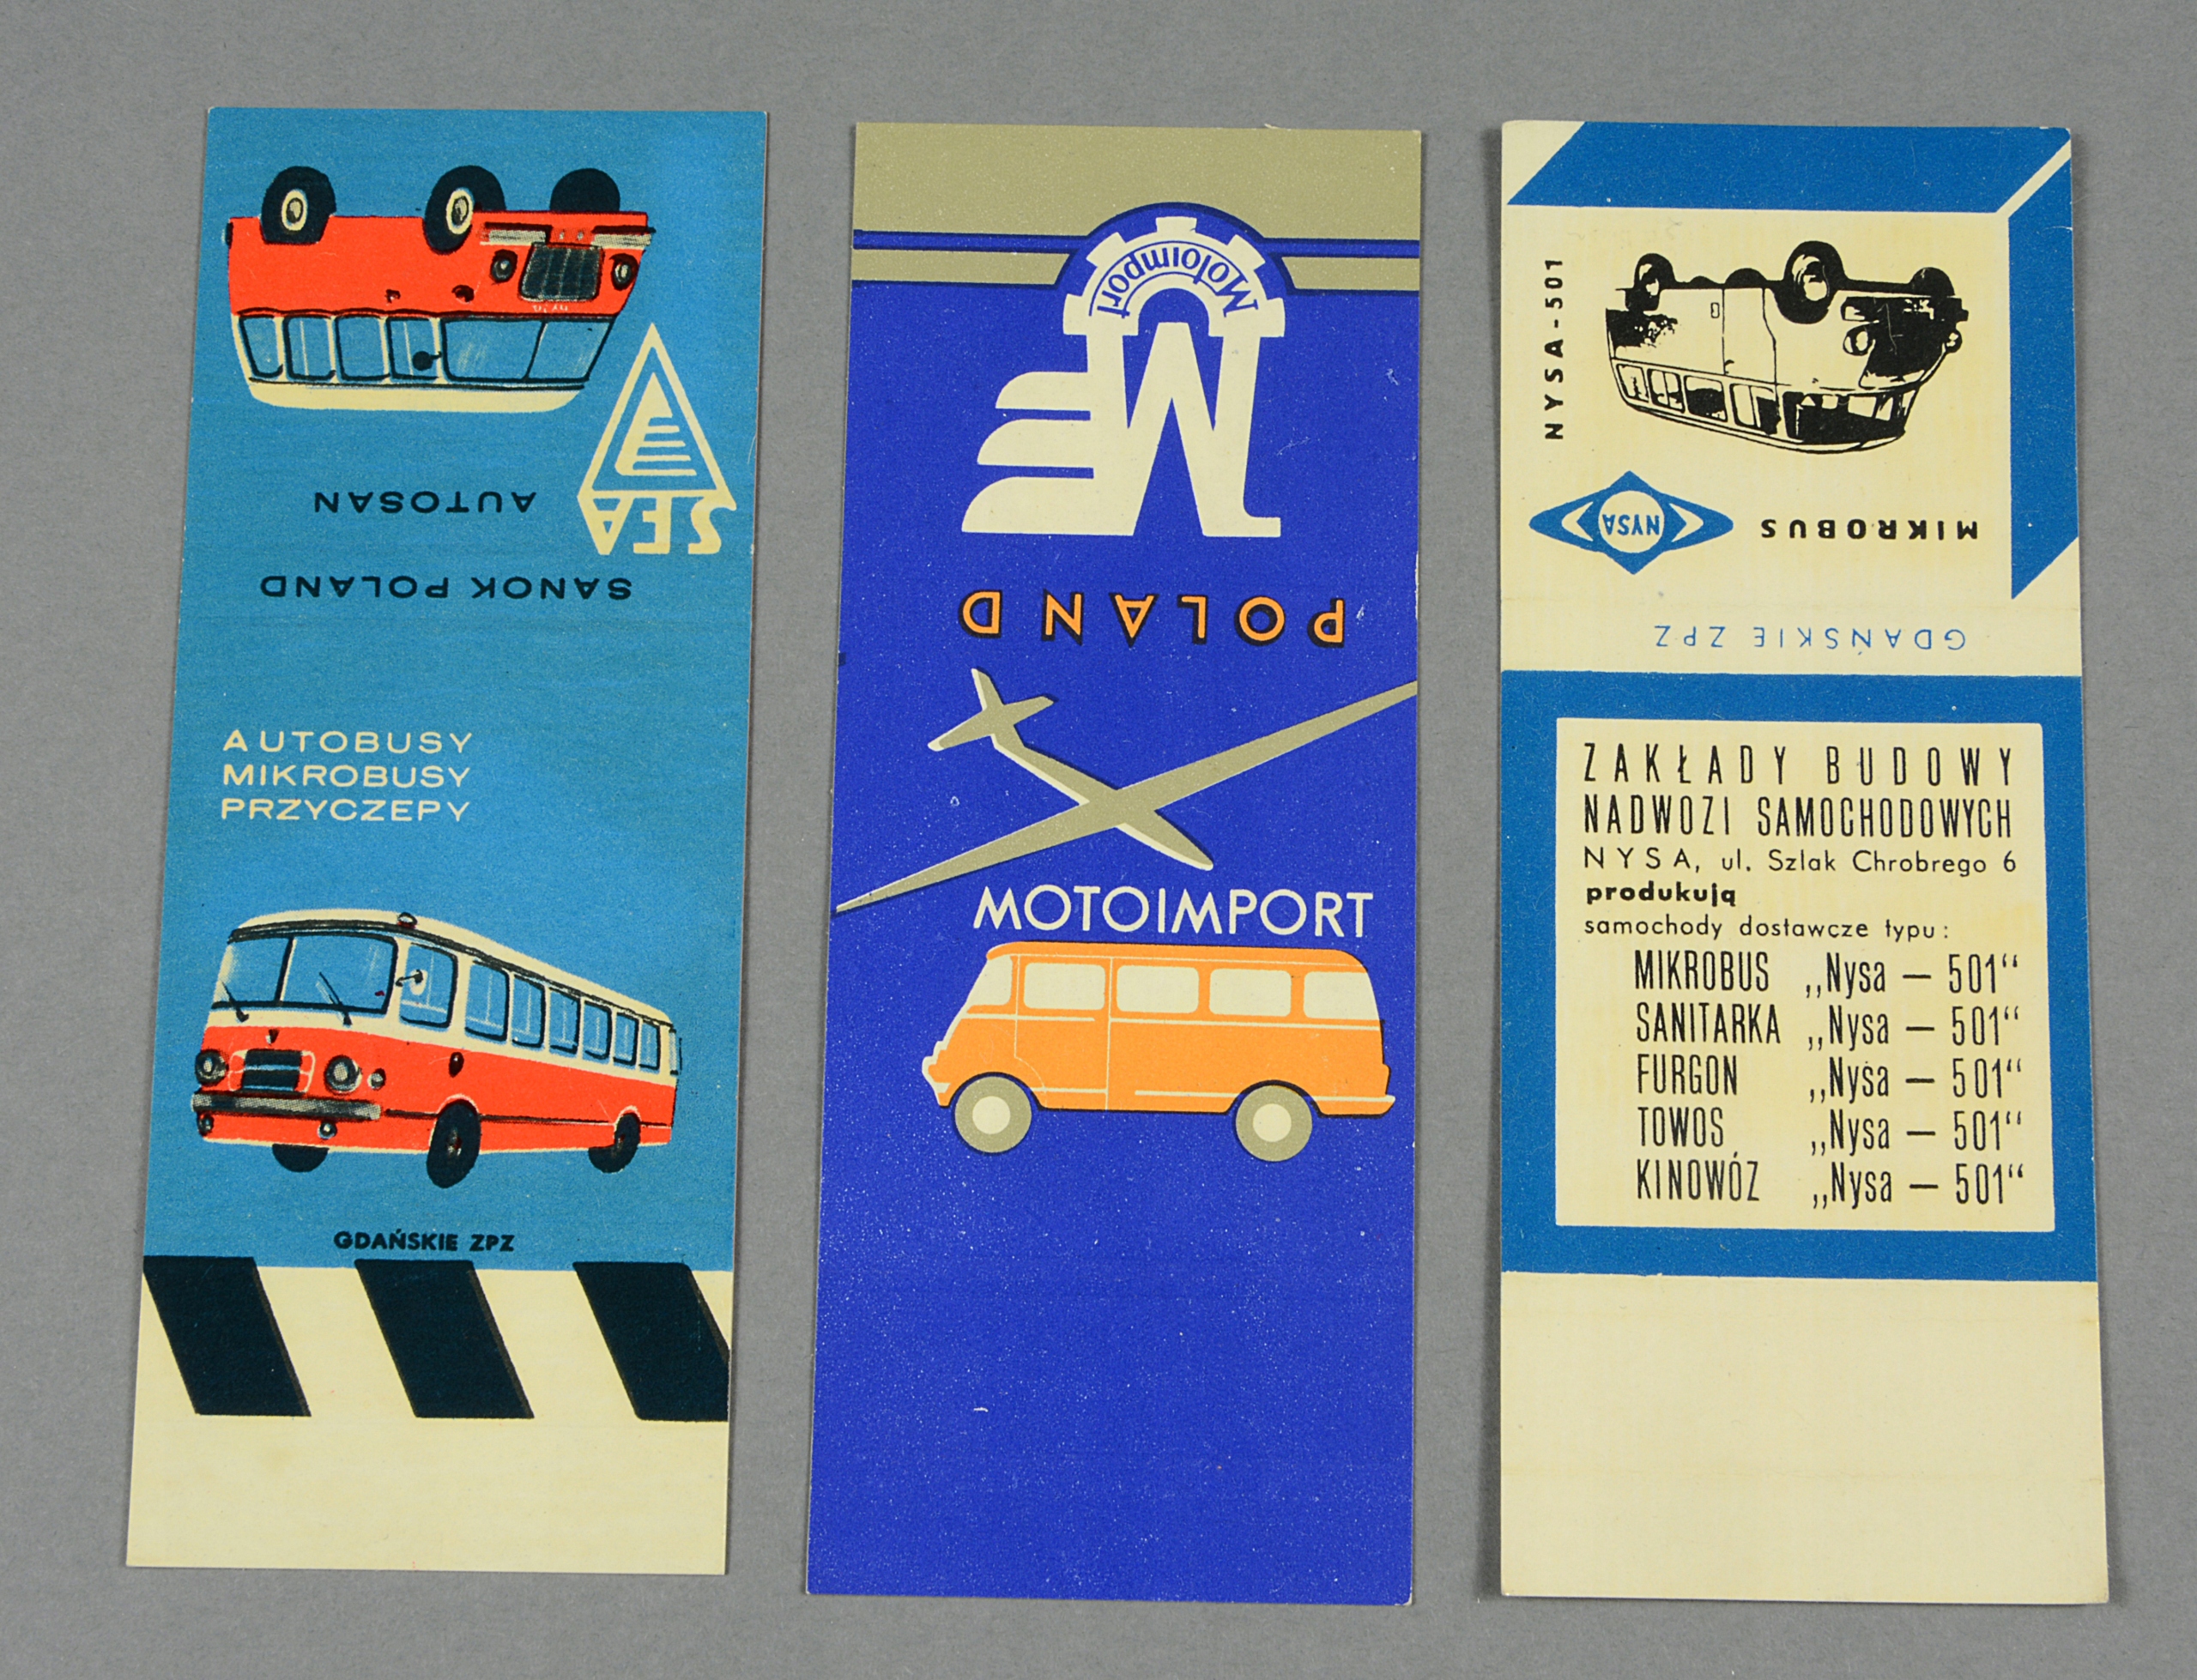 SFA
AUTOSAN
SANOK POLAND
AUTOBUSY
MIKROBUSY
PRZYCZEPY
GDAŃSKIE ZPZ
Motoimport
POLAND
MOTOIMPORT
NYSA-501
NYSA
MIKROBUS
GDAŃSKIE ZPZ
ZAKŁADY BUDOWY
NADWOZI SAMOCHODOWYCH
NYSA, ul. Szlak Chrobrego 6
produkują
samochody dostawcze typu:
MIKROBUS „Nysa — 501“
SANITARKA „Nysa — 501“
FURGON „Nysa — 501“
TOWOS „Nysa — 501“
KINOWÓZ „Nysa — 501“